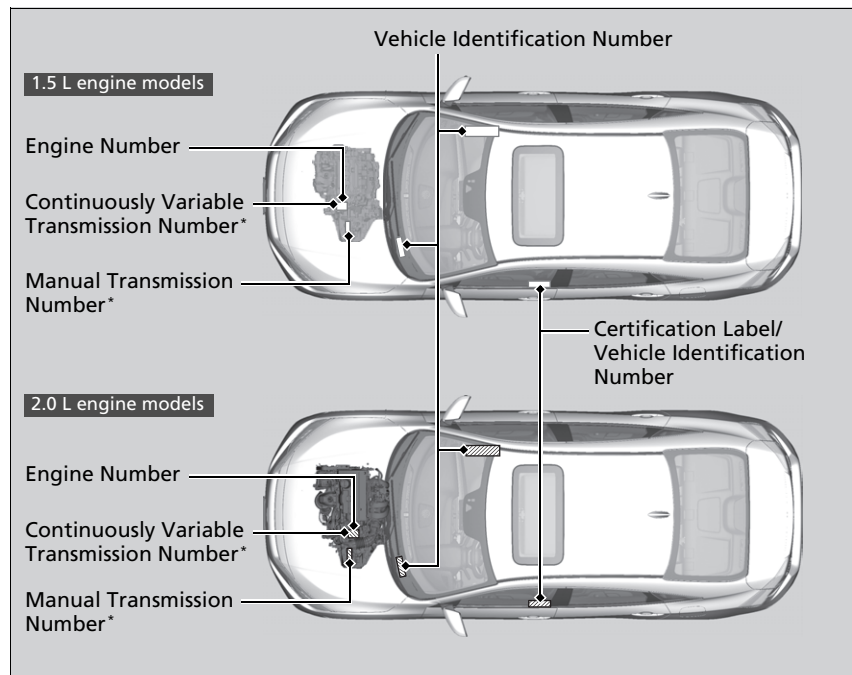 Vehicle Identification Number
1.5 L engine models
Engine Number
Continuously Variable
Transmission Number*
Manual Transmission
Number*
Certification Label/
Vehicle Identification
Number
2.0 L engine models
Engine Number
Continuously Variable
Transmission Number*
Manual Transmission
Number*